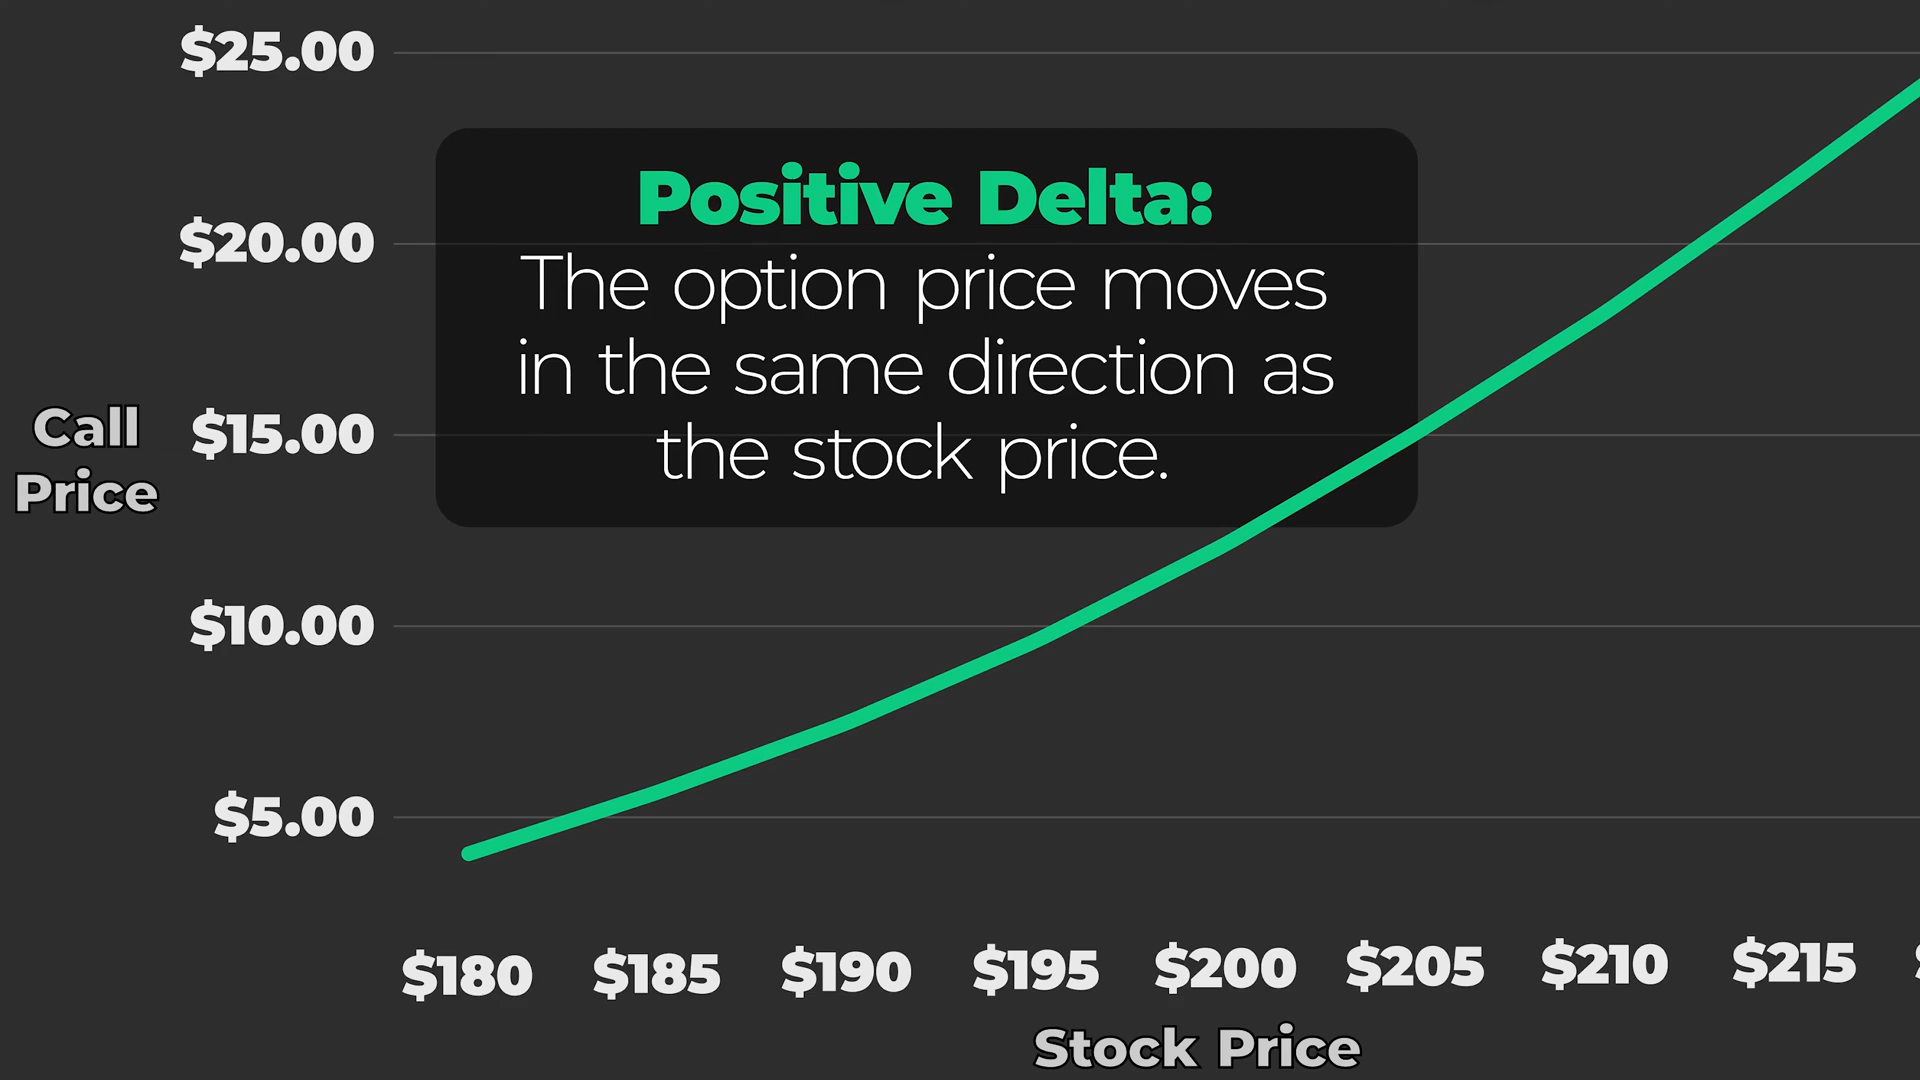 $25.00
Positive Delta:
$20.00
The option price moves
in the same direction as
the stock price.
Call
Price
$15.00
$10.00
$5.00
$180 $185 $190 $195 $200 $205 $210 $215
Stock Price